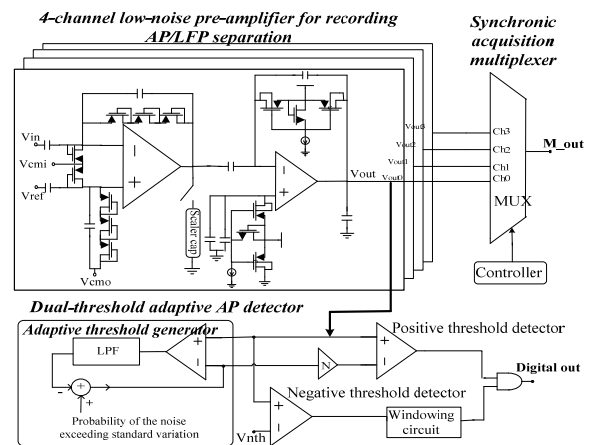 4-channel low-noise pre-amplifier for recording
AP/LFP separation
Synchronic
acquisition
multiplexer
Vin
Vcmi
Vref
Vcmo
Scaler cap
Vout
Vout3
Vout2
Vout1
Vout0
Ch3
Ch2
Ch1
Ch0
MUX
M_out
Controller
Dual-threshold adaptive AP detector
Adaptive threshold generator
LPF
Probability of the noise
exceeding standard variation
N
Positive threshold detector
Negative threshold detector
Vnth
Windowing
circuit
Digital out